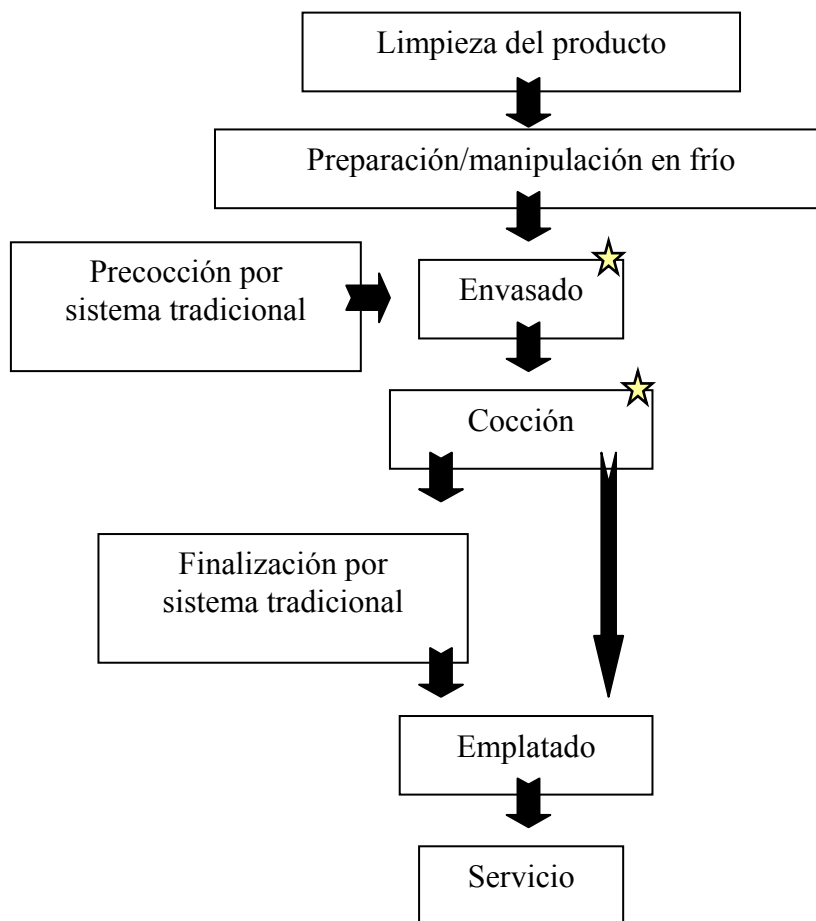 Limpieza del producto
Preparación/manipulación en frío
Precocción por
sistema tradicional
Envasado
Cocción
Finalización por
sistema tradicional
Emplatado
Servicio